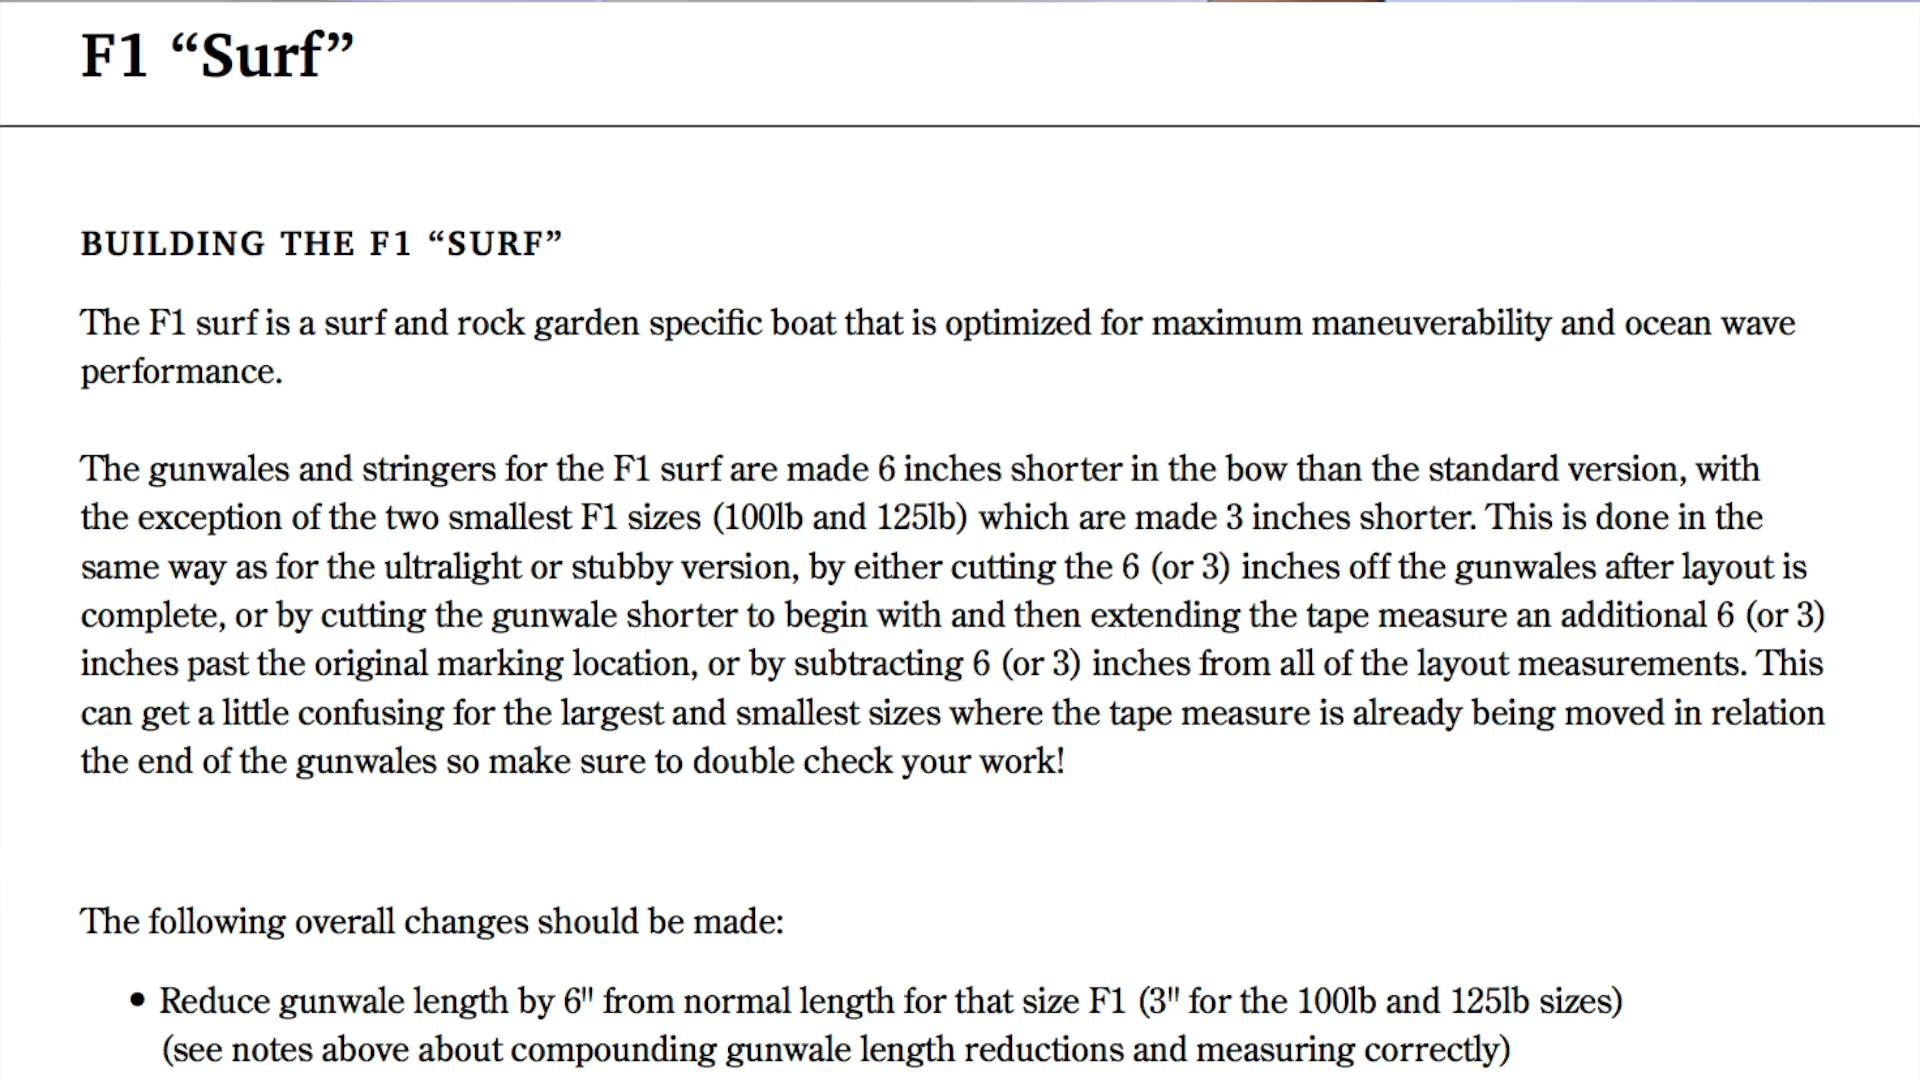 F1 “Surf”
BUILDING THE F1 “SURF”
The F1 surf is a surf and rock garden specific boat that is optimized for maximum maneuverability and ocean wave
performance.
The gunwales and stringers for the F1 surf are made 6 inches shorter in the bow than the standard version, with
the exception of the two smallest F1 sizes (100lb and 125lb) which are made 3 inches shorter. This is done in the
same way as for the ultralight or stubby version, by either cutting the 6 (or 3) inches off the gunwales after layout is
complete, or by cutting the gunwale shorter to begin with and then extending the tape measure an additional 6 (or 3)
inches past the original marking location, or by subtracting 6 (or 3) inches from all of the layout measurements. This
can get a little confusing for the largest and smallest sizes where the tape measure is already being moved in relation
the end of the gunwales so make sure to double check your work!
The following overall changes should be made:
• Reduce gunwale length by 6" from normal length for that size F1 (3" for the 100lb and 125lb sizes)
(see notes above about compounding gunwale length reductions and measuring correctly)